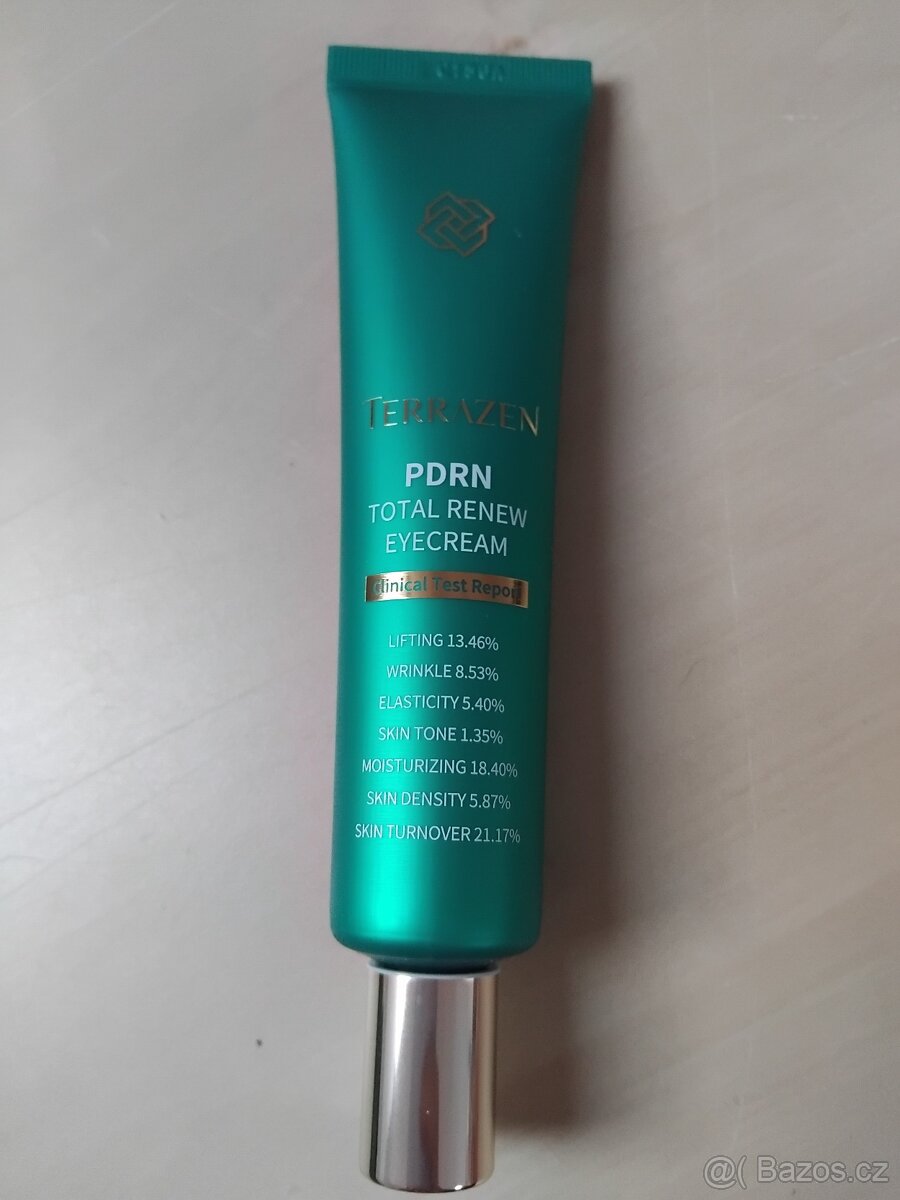 TERRAZEN
PDRN
TOTAL RENEW
EYECREAM
Clinical Test Report
LIFTING 13.46%
WRINKLE 8.53%
ELASTICITY 5.40%
SKIN TONE 1.35%
MOISTURIZING 18.40%
SKIN DENSITY 5.87%
SKIN TURNOVER 21.17%
@( Bazos.cz